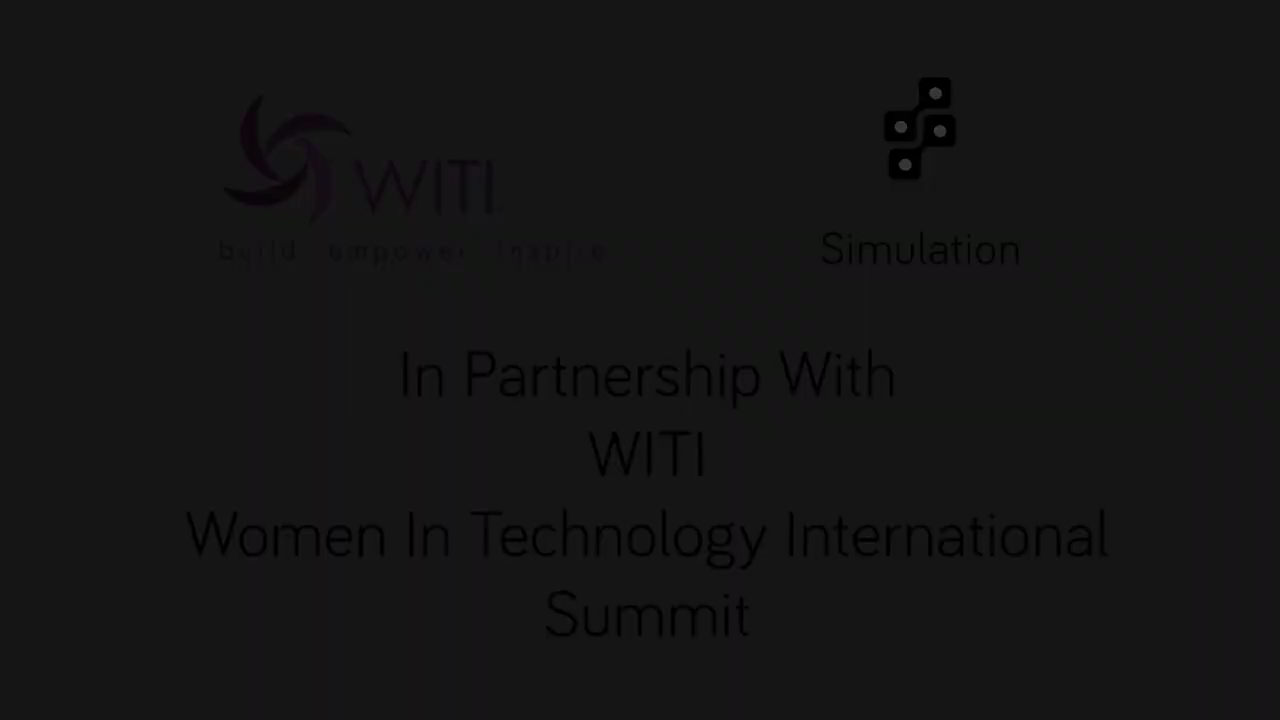 WITI
build empower inspire
Simulation
In Partnership With
WITI
Women In Technology International
Summit